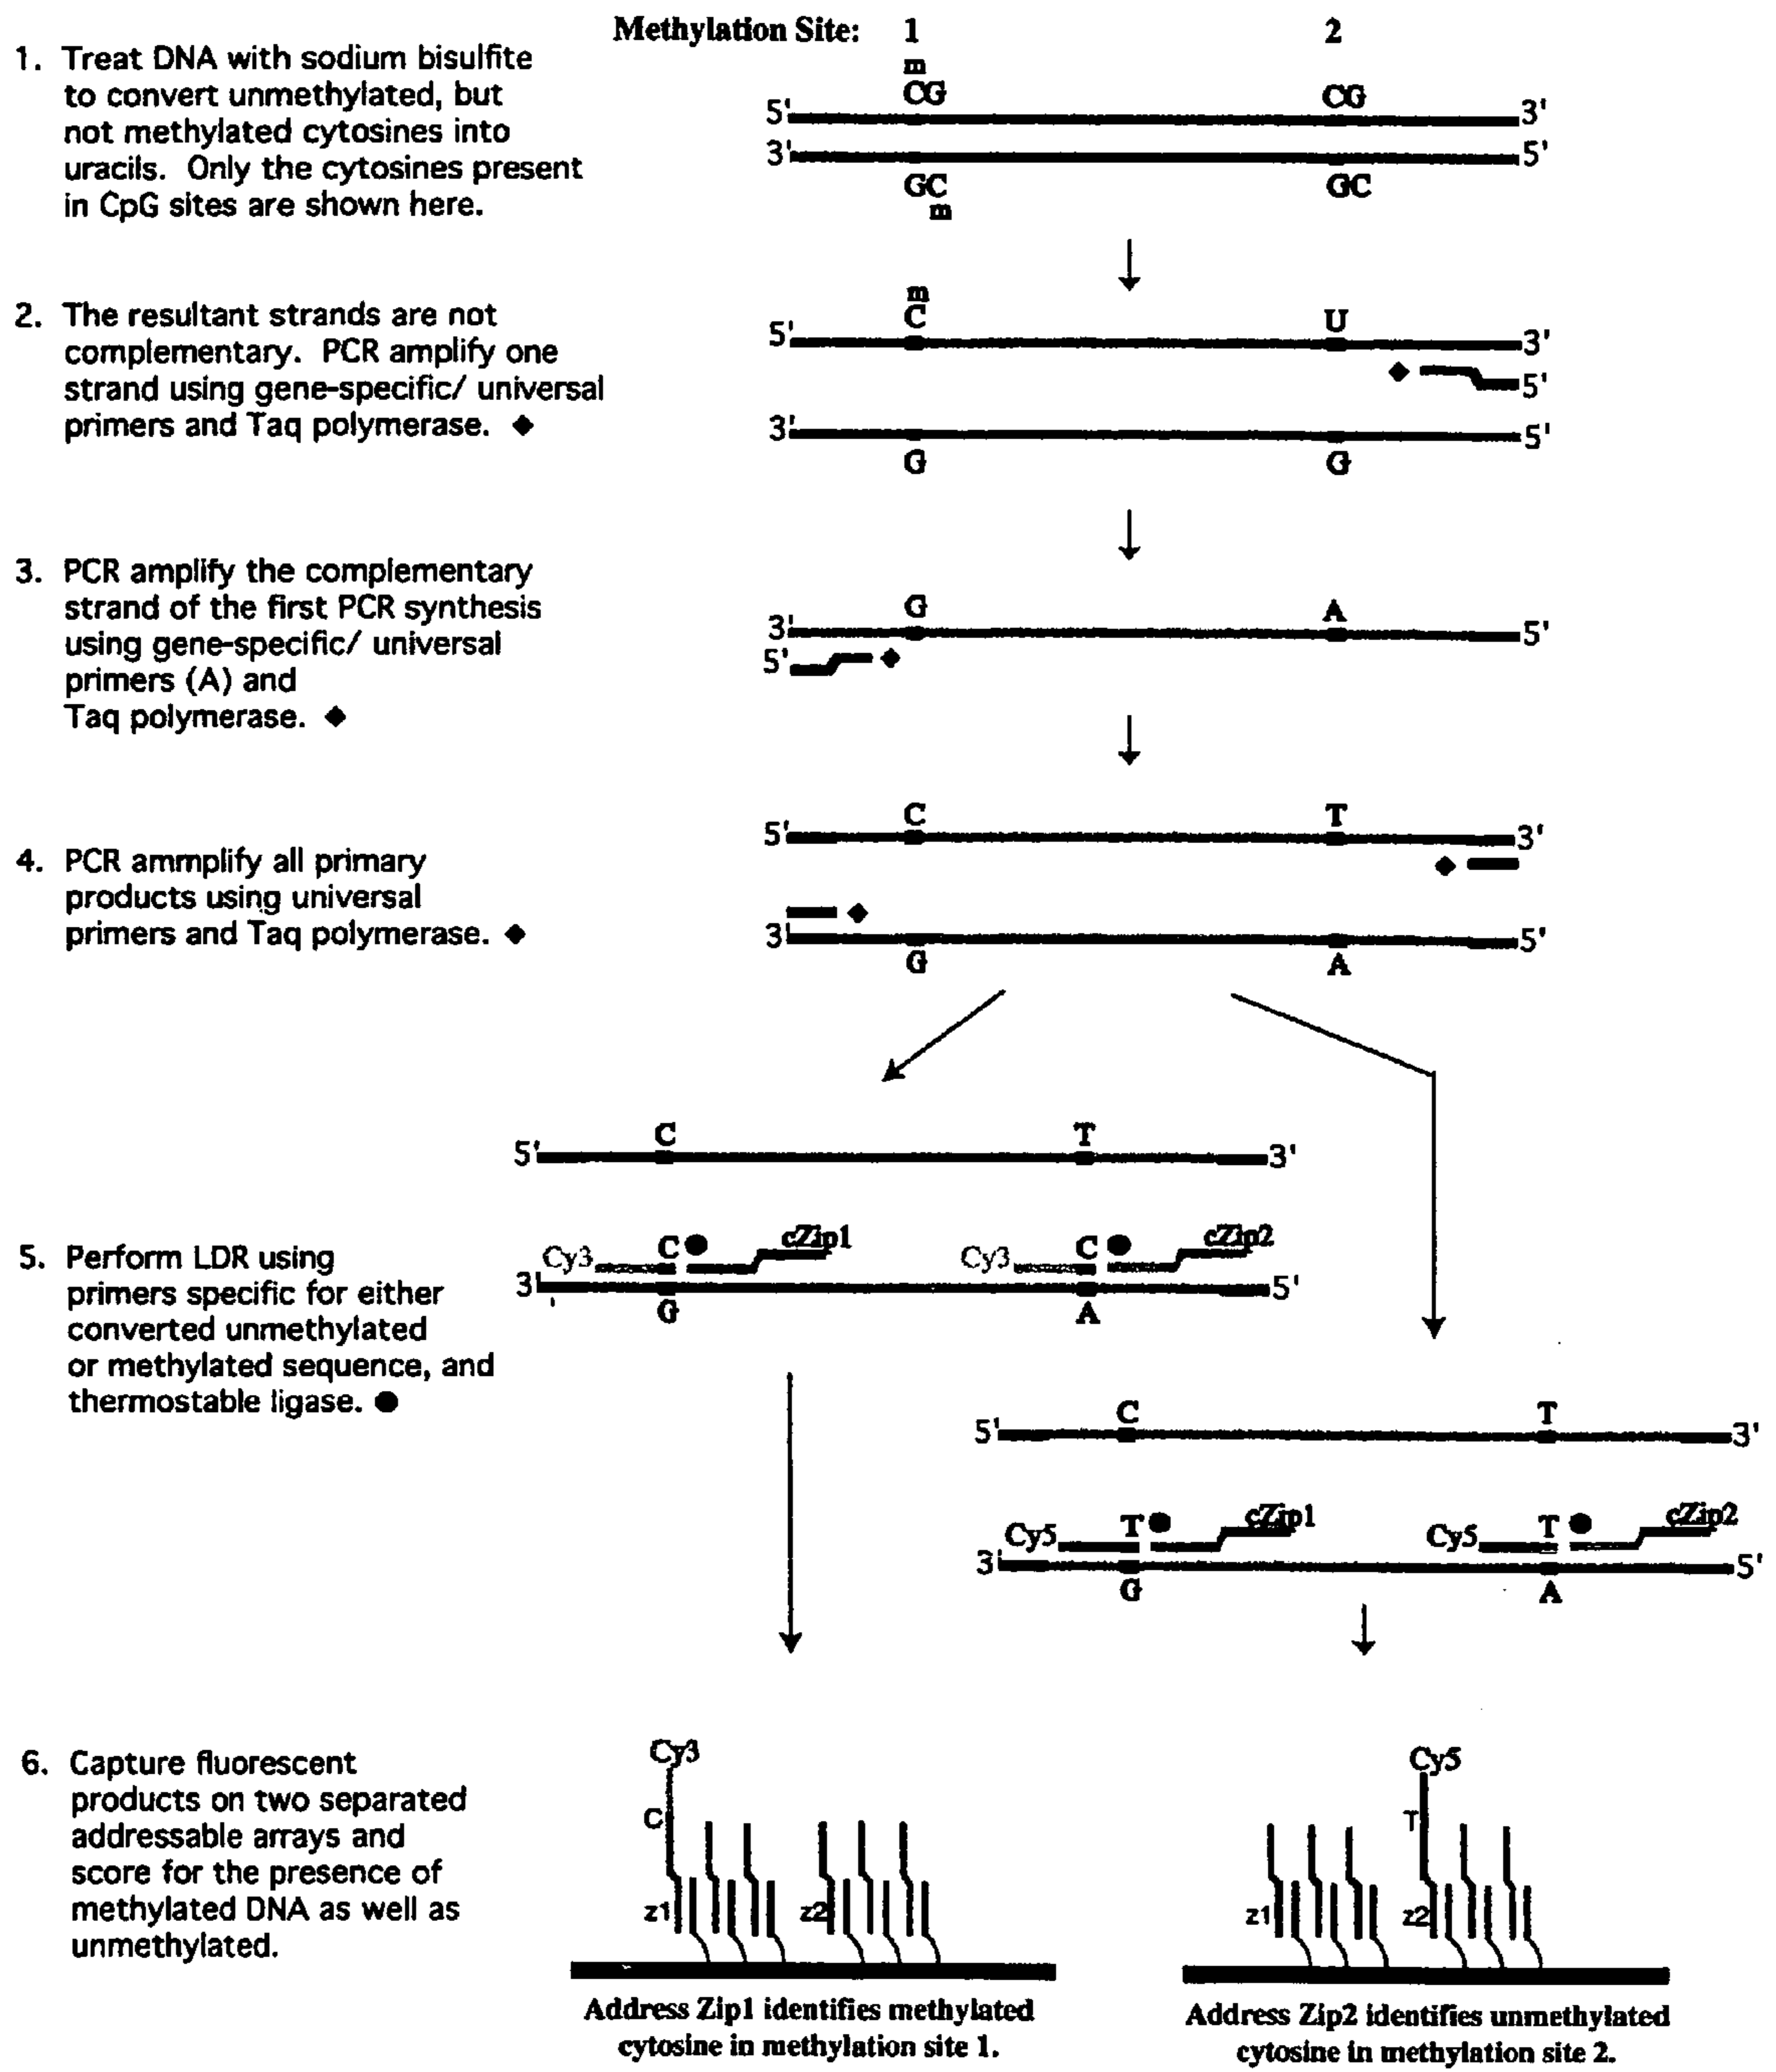 Methylation Site: 1 2
1. Treat DNA with sodium bisulfite
to convert unmethylated, but
not methylated cytosines into
uracils. Only the cytosines present
in CpG sites are shown here.
m
CG CG
5' 3'
3' 5'
GC GC
m
2. The resultant strands are not
complementary. PCR amplify one
strand using gene-specific/ universal
primers and Taq polymerase. ◆
m
C U
5' 3'
◆ 5'
3' 5'
G G
3. PCR amplify the complementary
strand of the first PCR synthesis
using gene-specific/ universal
primers (A) and
Taq polymerase. ◆
G A
3' 5'
5' ◆
4. PCR ammplify all primary
products using universal
primers and Taq polymerase. ◆
C T
5' 3'
◆
◆
3' 5'
G A
C T
5' 3'
5. Perform LDR using
primers specific for either
converted unmethylated
or methylated sequence, and
thermostable ligase. ●
Cy3 C ● cZip1 Cy3 C ● cZip2
3' 5'
G A
C T
5' 3'
Cy5 T ● cZip1 Cy5 T ● cZip2
3' 5'
G A
6. Capture fluorescent
products on two separated
addressable arrays and
score for the presence of
methylated DNA as well as
unmethylated.
Cy3
C
z1 z2
Address Zip1 identifies methylated
cytosine in methylation site 1.
Cy5
T
z1 z2
Address Zip2 identifies unmethylated
cytosine in methylation site 2.